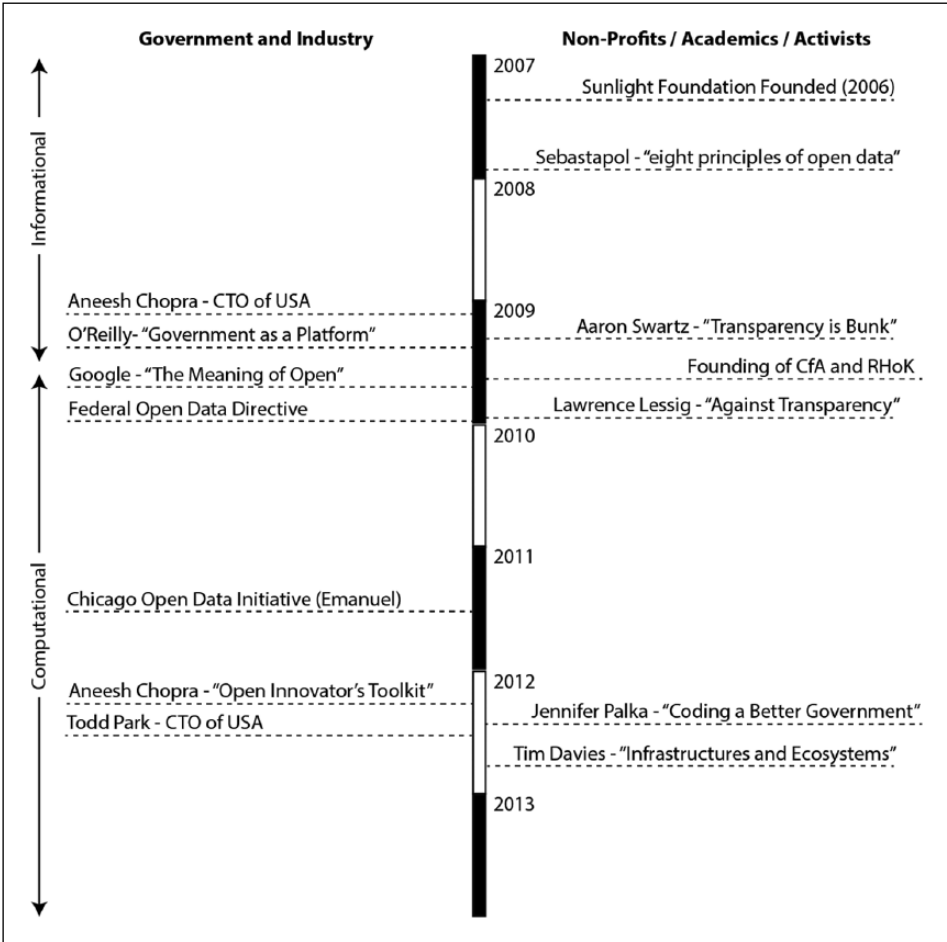 Government and Industry
Non-Profits / Academics / Activists
2007
Sunlight Foundation Founded (2006)
Informational
Sebastapol - "eight principles of open data"
2008
Aneesh Chopra - CTO of USA
2009
O'Reilly- "Government as a Platform"
Aaron Swartz - "Transparency is Bunk"
Google - "The Meaning of Open"
Founding of CfA and RHoK
Federal Open Data Directive
Lawrence Lessig - "Against Transparency"
2010
2011
Computational
Chicago Open Data Initiative (Emanuel)
2012
Aneesh Chopra - "Open Innovator's Toolkit"
Jennifer Palka - "Coding a Better Government"
Todd Park - CTO of USA
Tim Davies - "Infrastructures and Ecosystems"
2013